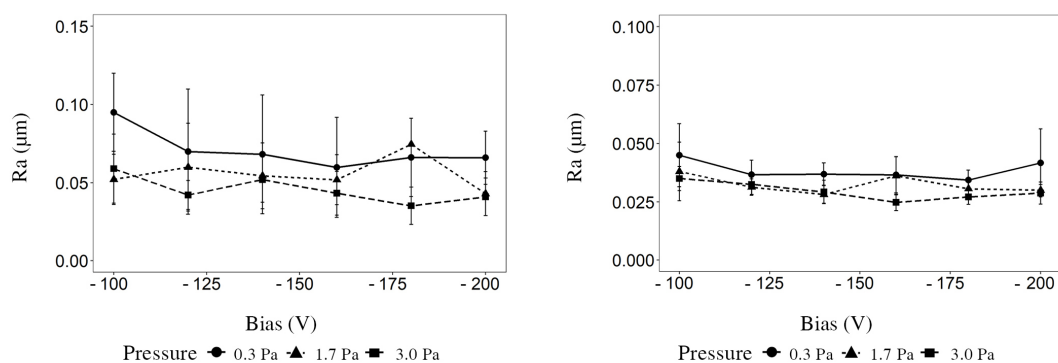 0.15
0.10
0.05
0.00
Ra (μm)
- 100 - 125 - 150 - 175 - 200
Bias (V)
Pressure 0.3 Pa 1.7 Pa 3.0 Pa
0.100
0.075
0.050
0.025
0.000
Ra (μm)
- 100 - 125 - 150 - 175 - 200
Bias (V)
Pressure 0.3 Pa 1.7 Pa 3.0 Pa